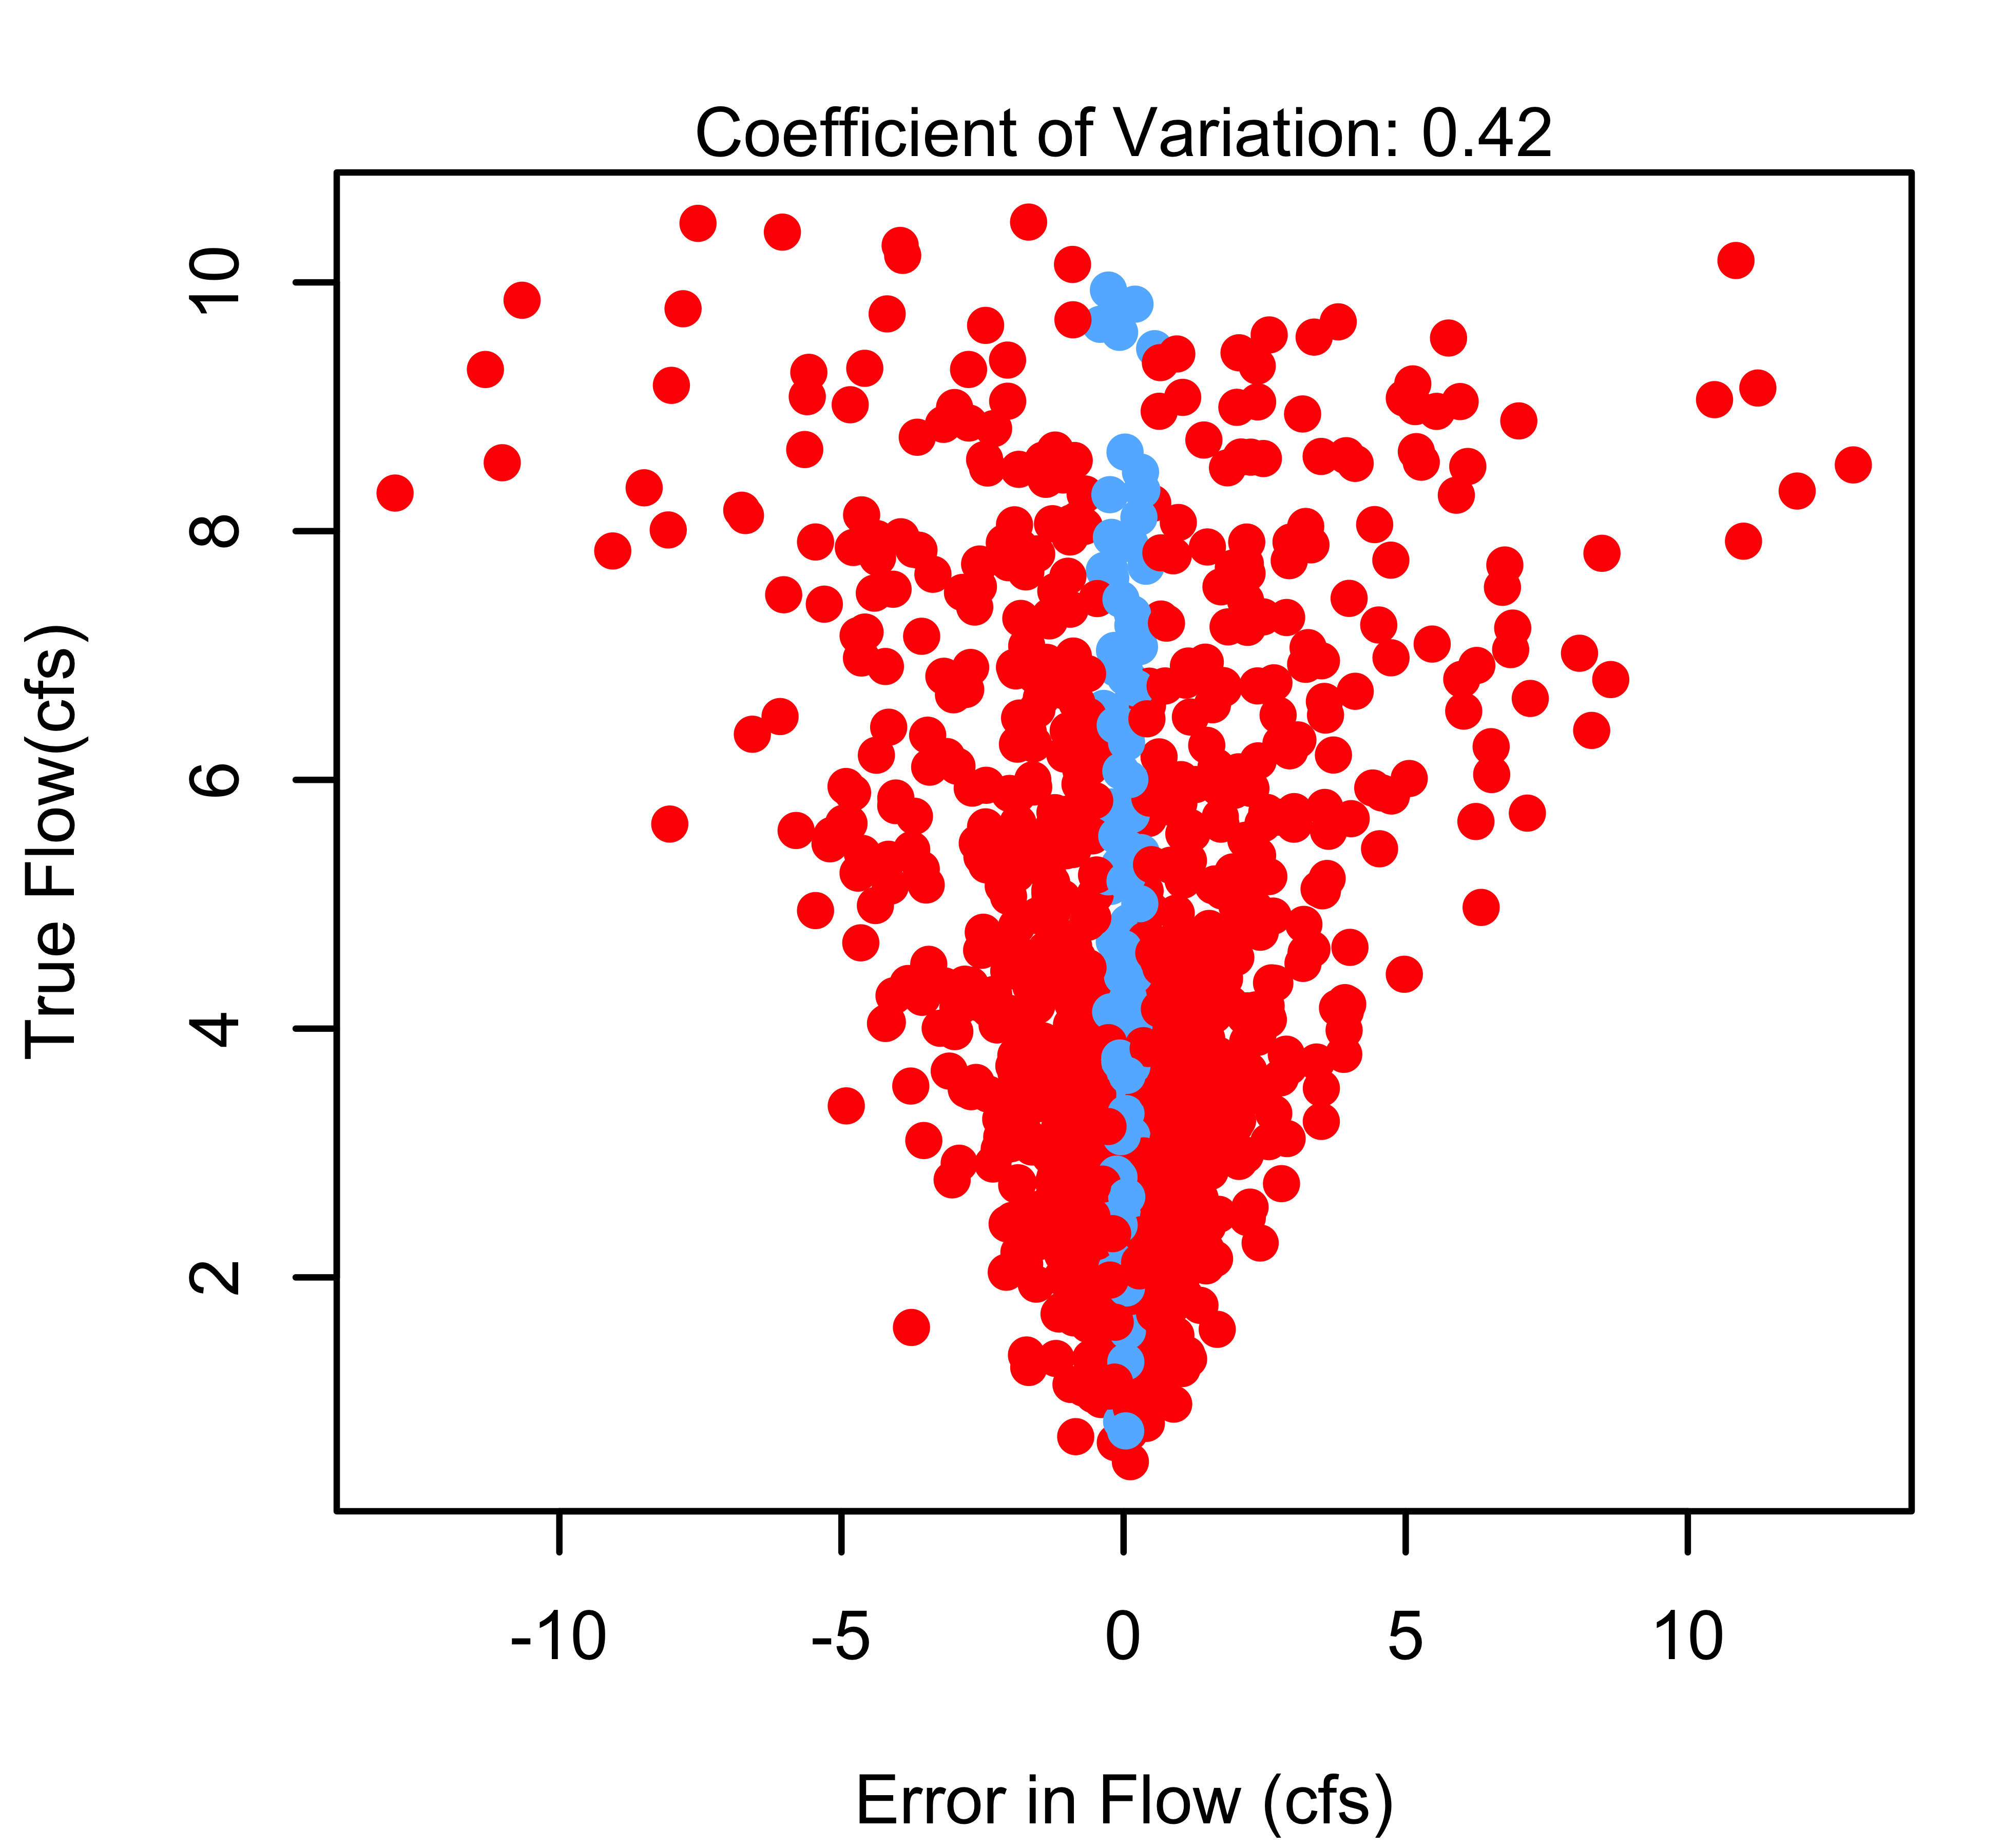 Coefficient of Variation: 0.42
True Flow(cfs)
10
8
6
4
2
-10 -5 0 5 10
Error in Flow (cfs)